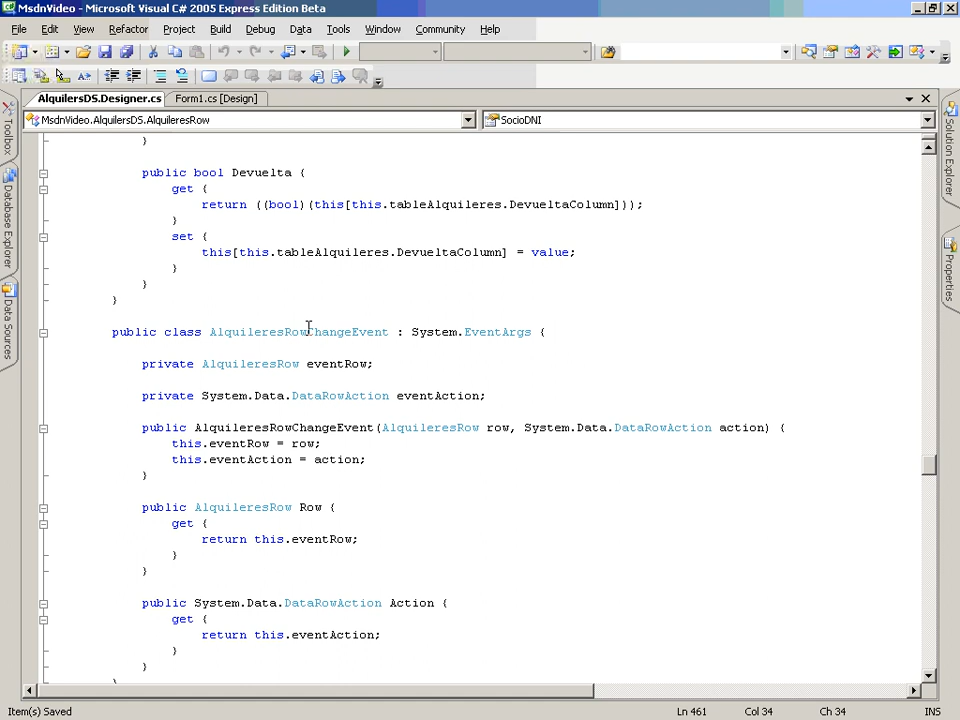 MsdnVideo - Microsoft Visual C# 2005 Express Edition Beta
File Edit View Refactor Project Build Debug Data Tools Window Community Help
AlquilersDS.Designer.cs Form1.cs [Design]
MsdnVideo.AlquilersDS.AlquileresRow SocioDNI
Toolbox
Database Explorer
Data Sources
Solution Explorer
Properties
}
public bool Devuelta {
get {
return ((bool)(this[this.tableAlquileres.DevueltaColumn]));
}
set {
this[this.tableAlquileres.DevueltaColumn] = value;
}
}
}
public class AlquileresRowChangeEvent : System.EventArgs {
private AlquileresRow eventRow;
private System.Data.DataRowAction eventAction;
public AlquileresRowChangeEvent(AlquileresRow row, System.Data.DataRowAction action) {
this.eventRow = row;
this.eventAction = action;
}
public AlquileresRow Row {
get {
return this.eventRow;
}
}
public System.Data.DataRowAction Action {
get {
return this.eventAction;
}
}
Item(s) Saved Ln 461 Col 34 Ch 34 INS